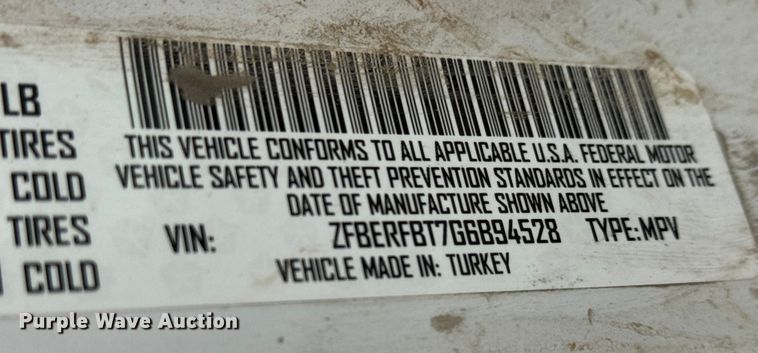 LB
TIRES
COLD
TIRES
COLD
THIS VEHICLE CONFORMS TO ALL APPLICABLE U.S.A. FEDERAL MOTOR
VEHICLE SAFETY AND THEFT PREVENTION STANDARDS IN EFFECT ON THE
DATE OF MANUFACTURE SHOWN ABOVE
VIN: ZFBERFBT7G6B94528 TYPE:MPV
VEHICLE MADE IN: TURKEY
Purple Wave Auction